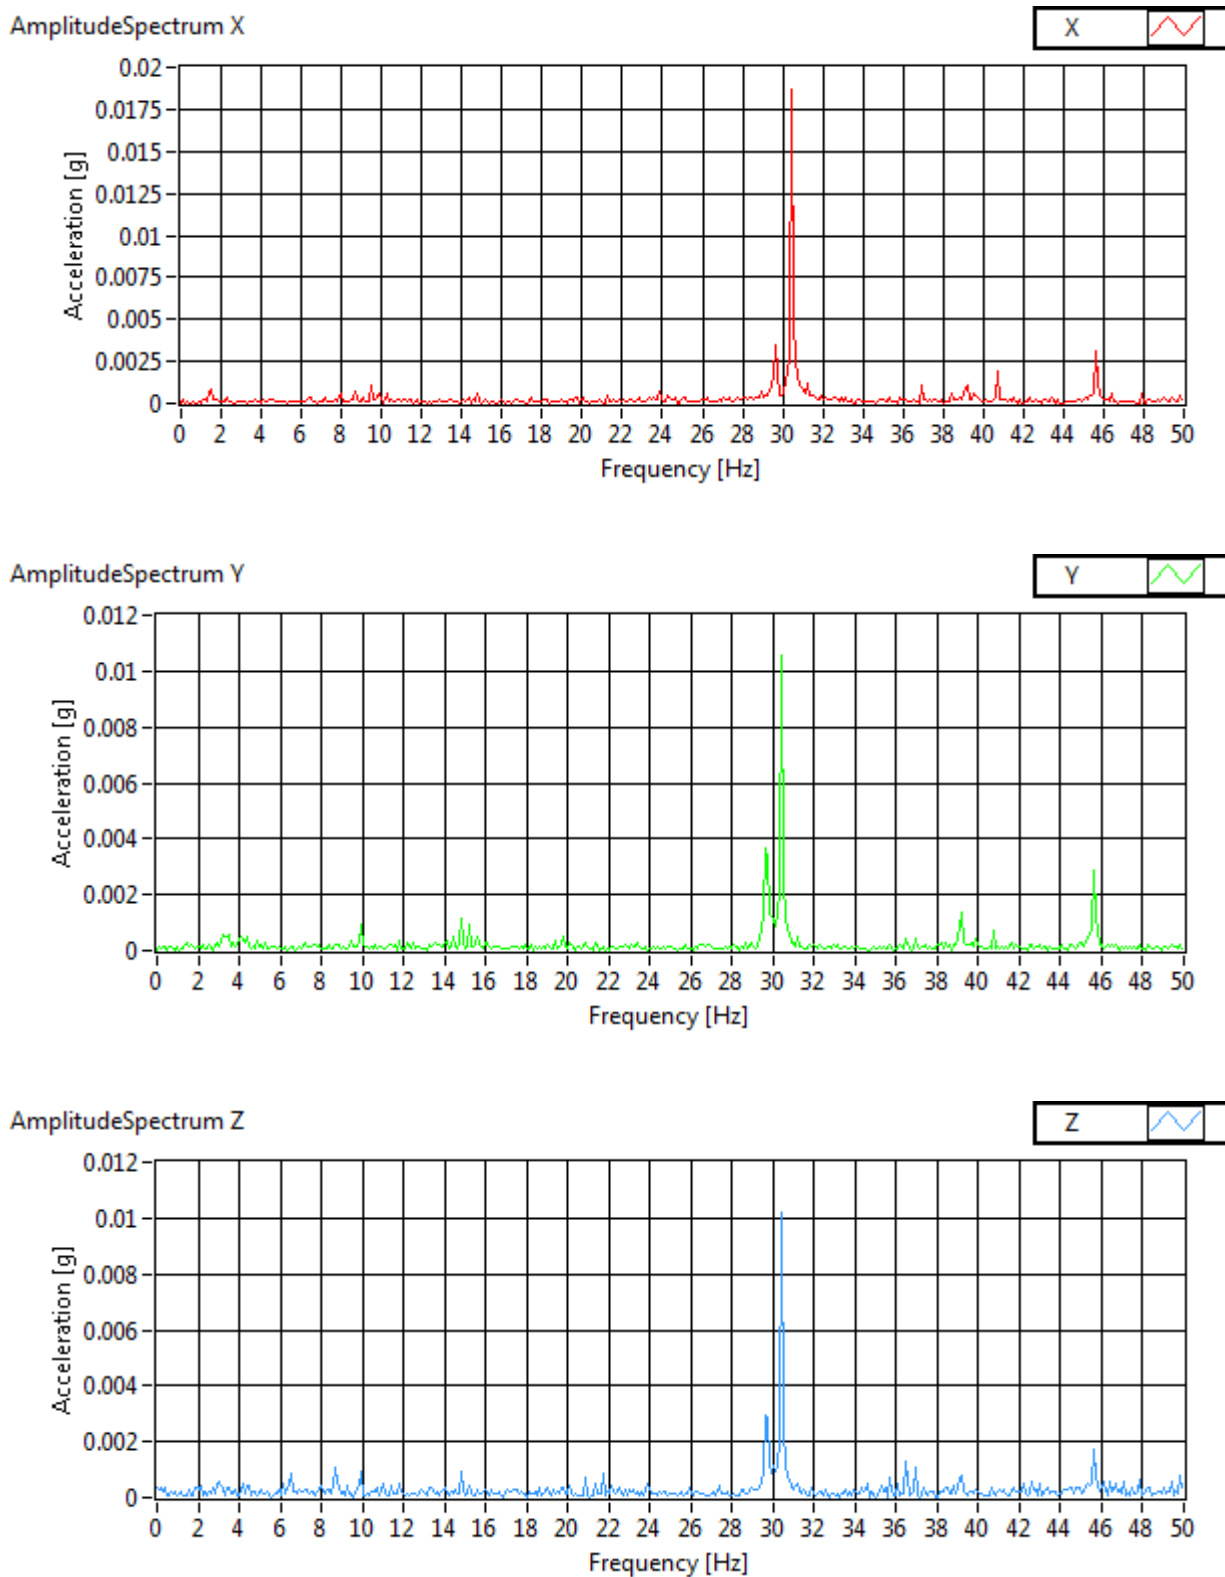 AmplitudeSpectrum X
X
0.02
0.0175
0.015
0.0125
0.01
0.0075
0.005
0.0025
0
Acceleration [g]
0 2 4 6 8 10 12 14 16 18 20 22 24 26 28 30 32 34 36 38 40 42 44 46 48 50
Frequency [Hz]
AmplitudeSpectrum Y
Y
0.012
0.01
0.008
0.006
0.004
0.002
0
Acceleration [g]
0 2 4 6 8 10 12 14 16 18 20 22 24 26 28 30 32 34 36 38 40 42 44 46 48 50
Frequency [Hz]
AmplitudeSpectrum Z
Z
0.012
0.01
0.008
0.006
0.004
0.002
0
Acceleration [g]
0 2 4 6 8 10 12 14 16 18 20 22 24 26 28 30 32 34 36 38 40 42 44 46 48 50
Frequency [Hz]